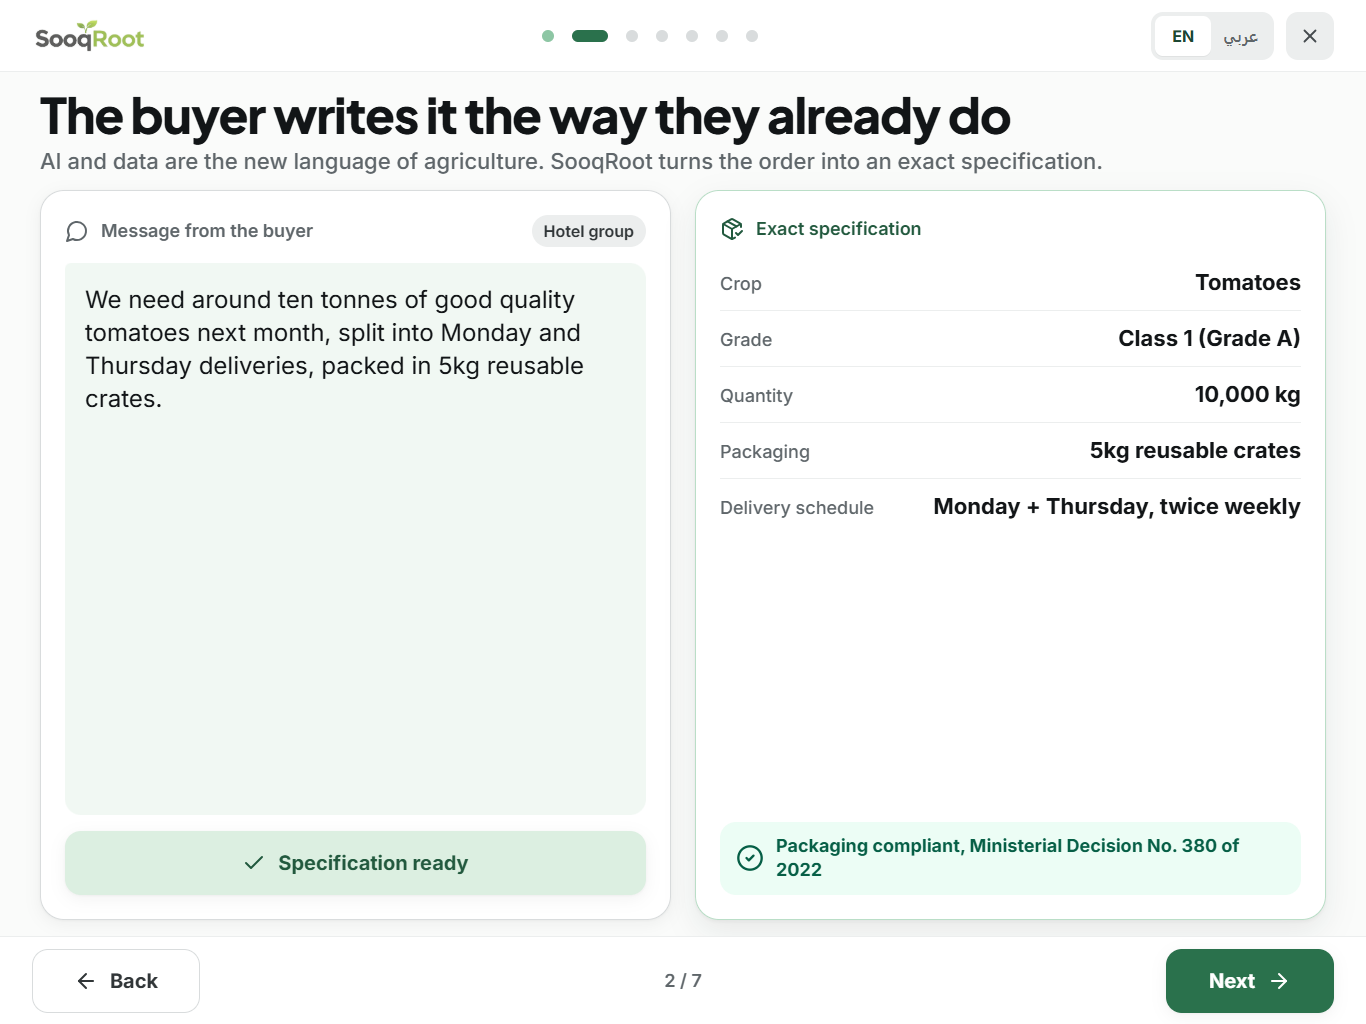 SooqRoot
EN
عربي
The buyer writes it the way they already do
AI and data are the new language of agriculture. SooqRoot turns the order into an exact specification.
Message from the buyer
Hotel group
We need around ten tonnes of good quality
tomatoes next month, split into Monday and
Thursday deliveries, packed in 5kg reusable
crates.
Specification ready
Exact specification
Crop
Tomatoes
Grade
Class 1 (Grade A)
Quantity
10,000 kg
Packaging
5kg reusable crates
Delivery schedule
Monday + Thursday, twice weekly
Packaging compliant, Ministerial Decision No. 380 of
2022
Back
2 / 7
Next